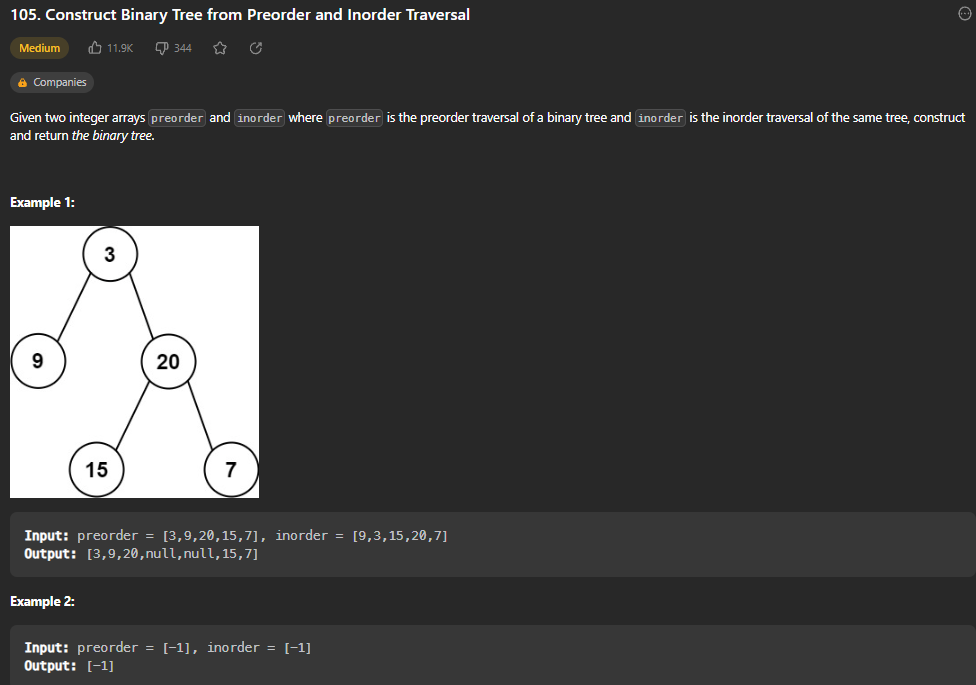 105. Construct Binary Tree from Preorder and Inorder Traversal
Medium 11.9K 344
Companies
Given two integer arrays preorder and inorder where preorder is the preorder traversal of a binary tree and inorder is the inorder traversal of the same tree, construct
and return the binary tree.
Example 1:
3
9 20
15 7
Input: preorder = [3,9,20,15,7], inorder = [9,3,15,20,7]
Output: [3,9,20,null,null,15,7]
Example 2:
Input: preorder = [-1], inorder = [-1]
Output: [-1]